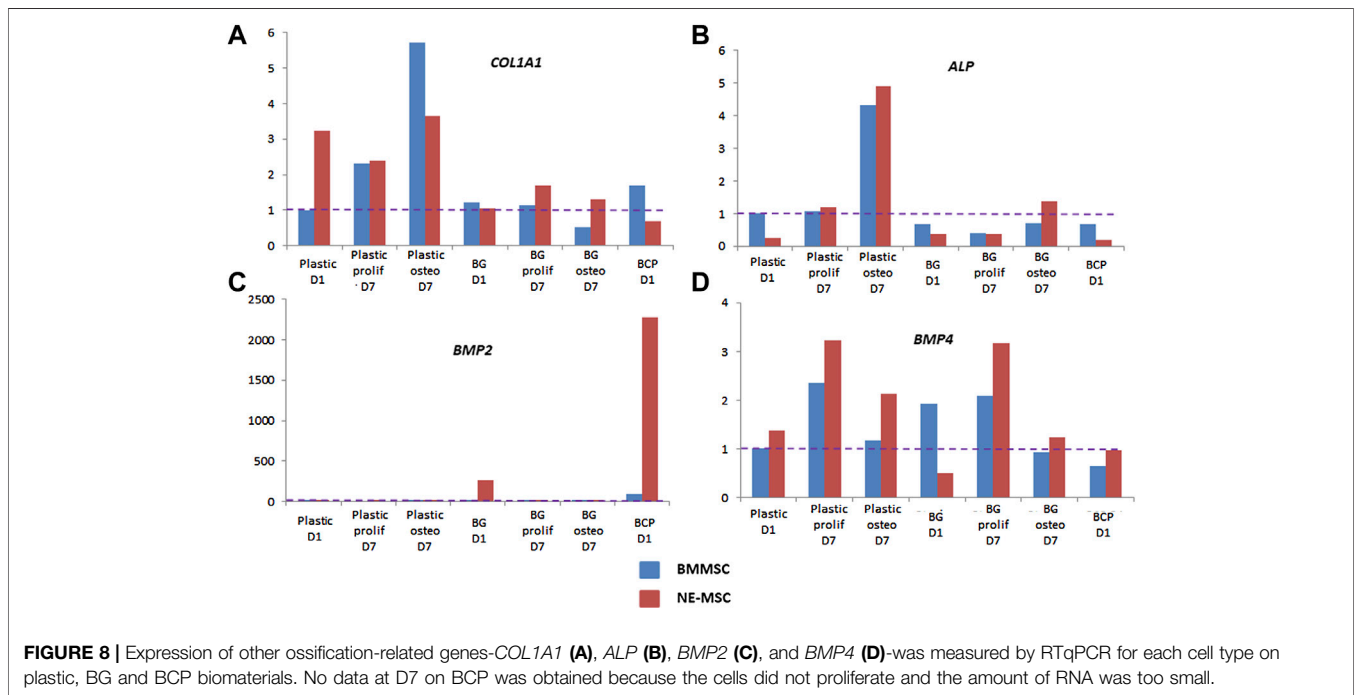 A
COL1A1
6
5
4
3
2
1
0
Plastic D1
Plastic prolif D7
Plastic osteo D7
BG D1
BG prolif D7
BG osteo D7
BCP D1
B
ALP
6
5
4
3
2
1
0
Plastic D1
Plastic prolif D7
Plastic osteo D7
BG D1
BG prolif D7
BG osteo D7
BCP D1
C
BMP2
2500
2000
1500
1000
500
0
Plastic D1
Plastic prolif D7
Plastic osteo D7
BG D1
BG prolif D7
BG osteo D7
BCP D1
D
BMP4
4
3
2
1
0
Plastic D1
Plastic prolif D7
Plastic osteo D7
BG D1
BG prolif D7
BG osteo D7
BCP D1
BMMSC
NE-MSC
FIGURE 8 | Expression of other ossification-related genes-COL1A1 (A), ALP (B), BMP2 (C), and BMP4 (D)-was measured by RTqPCR for each cell type on
plastic, BG and BCP biomaterials. No data at D7 on BCP was obtained because the cells did not proliferate and the amount of RNA was too small.